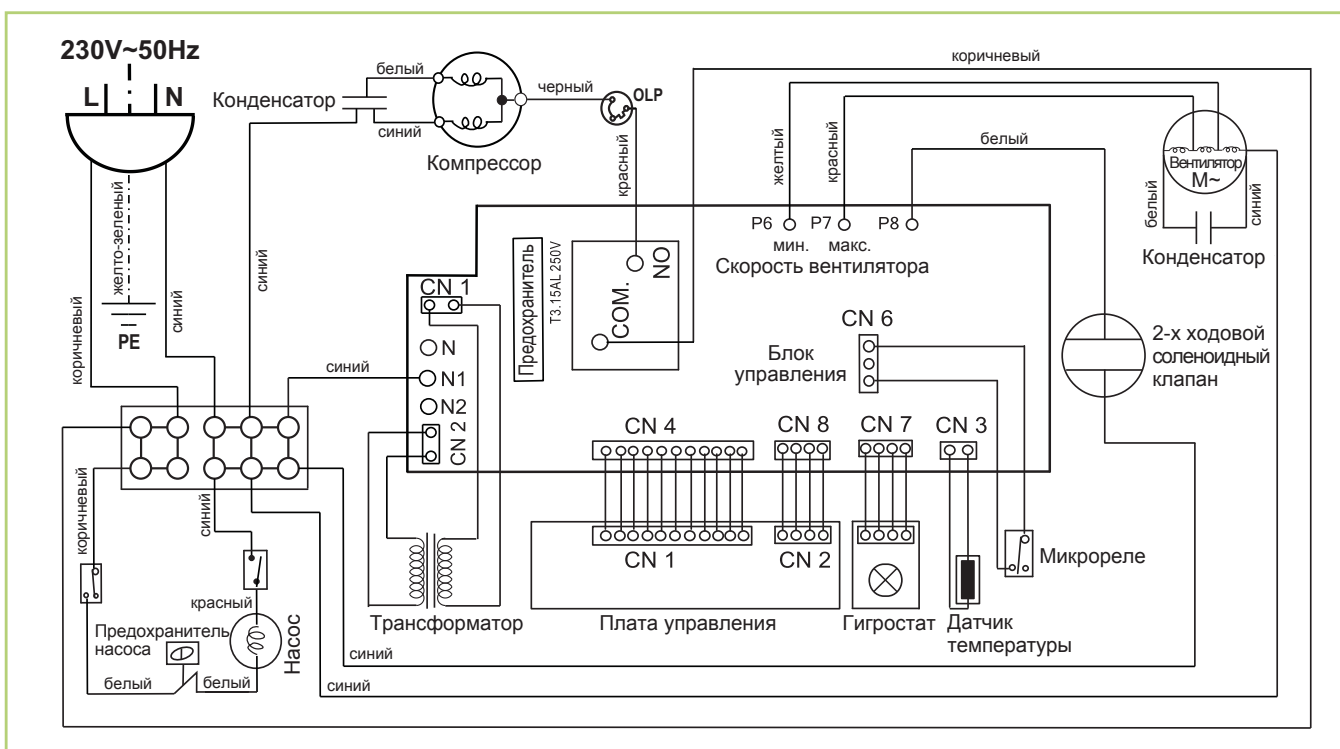 230V~50Hz
L N
Конденсатор
белый
синий
Компрессор
черный
OLP
красный
коричневый
желтый
красный
белый
Вентилятор
М~
белый
синий
Конденсатор
желто-зеленый
PE
коричневый
синий
синий
Предохранитель
T3.15AL 250V
COM.
NO
P6 P7 P8
мин. макс.
Скорость вентилятора
CN 1
N
N1
N2
CN 2
синий
CN 6
Блок
управления
2-х ходовой
соленоидный
клапан
CN 4
CN 8
CN 7
CN 3
CN 1
CN 2
Трансформатор
Плата управления
Гигростат
Датчик
температуры
Микрореле
коричневый
синий
красный
Предохранитель
насоса
Насос
белый
белый
синий
синий